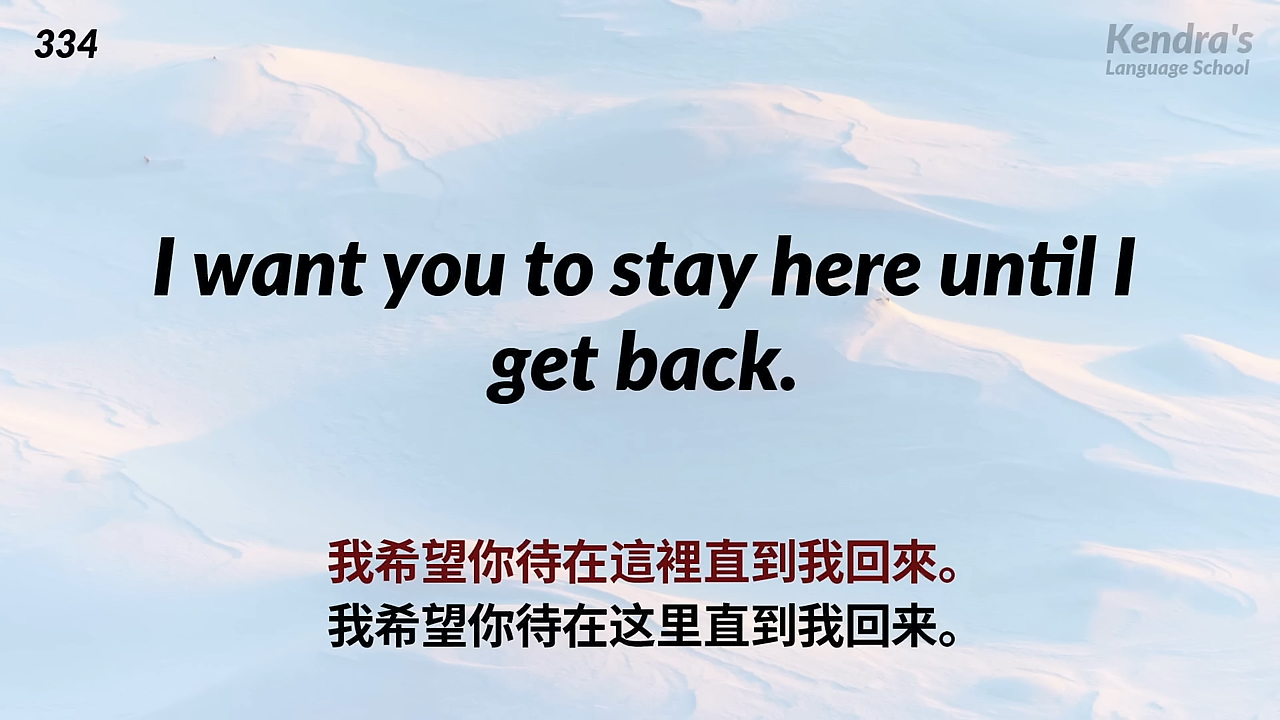 334
Kendra's
Language School
I want you to stay here until I
get back.
我希望你待在這裡直到我回來。
我希望你待在这里直到我回来。